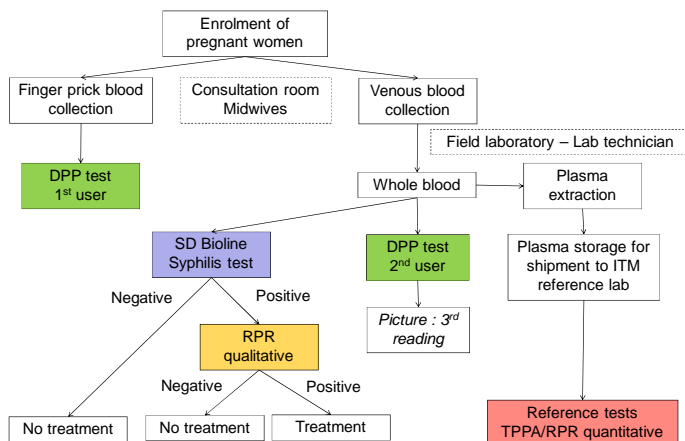 Enrolment of
pregnant women
Finger prick blood
collection
Consultation room
Midwives
Venous blood
collection
Field laboratory – Lab technician
DPP test
1st user
Whole blood
Plasma
extraction
SD Bioline
Syphilis test
DPP test
2nd user
Plasma storage for
shipment to ITM
reference lab
Negative
Positive
Picture : 3rd
reading
RPR
qualitative
Negative
Positive
No treatment
No treatment
Treatment
Reference tests
TPPA/RPR quantitative